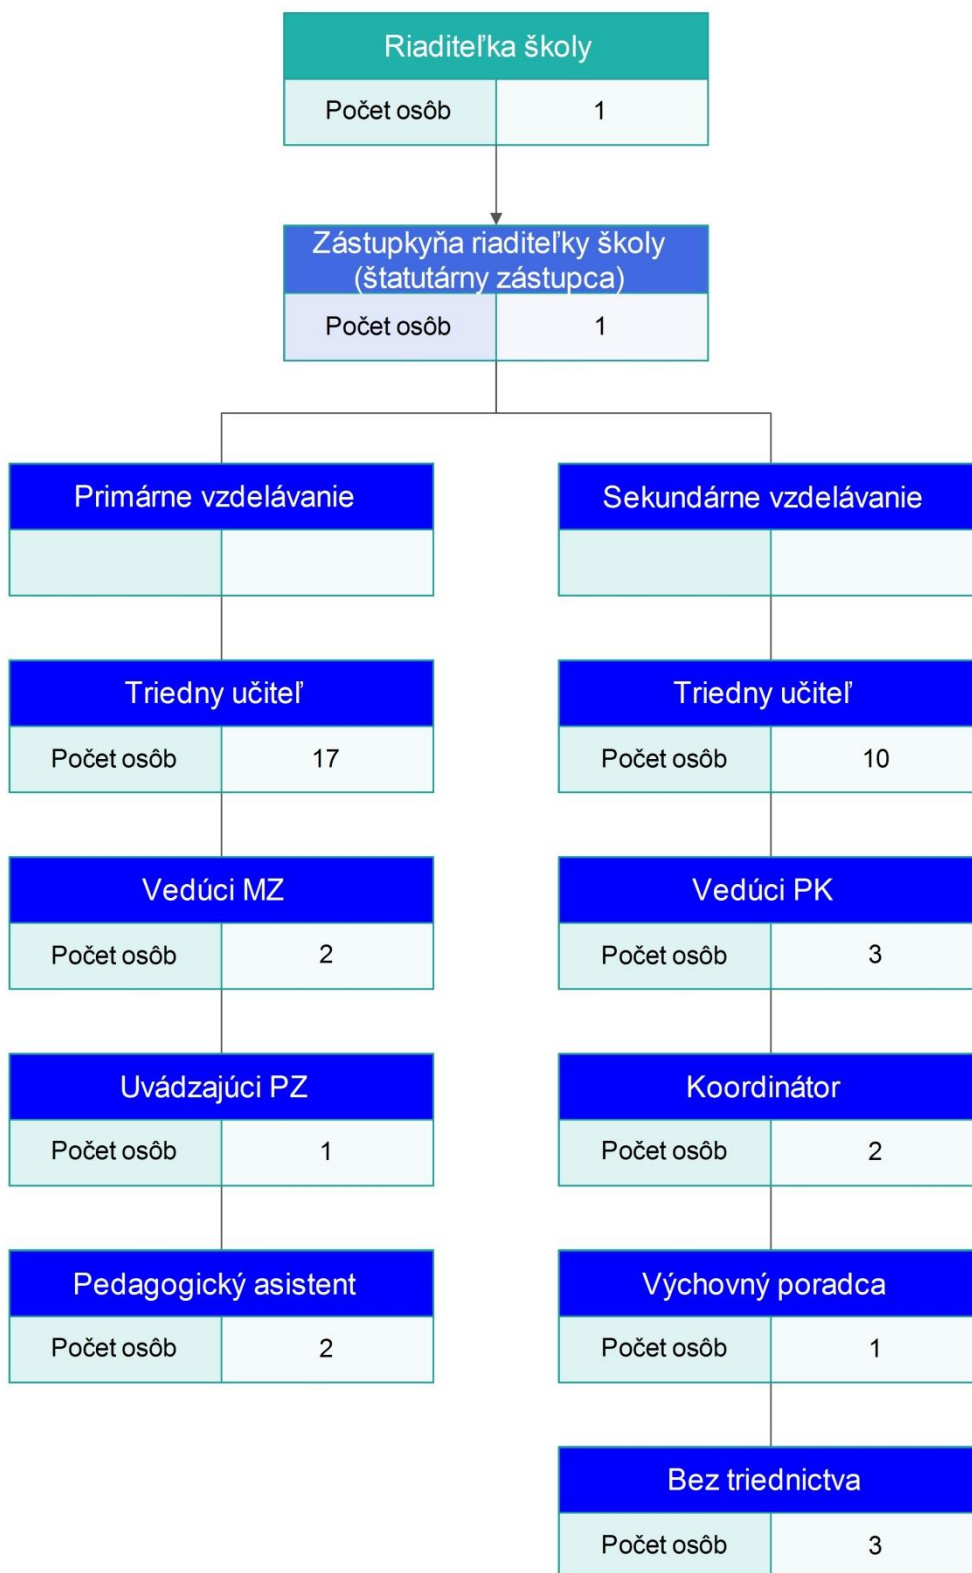 Riaditeľka školy
Počet osôb 1
Zástupkyňa riaditeľky školy
(štatutárny zástupca)
Počet osôb 1
Primárne vzdelávanie
Triedny učiteľ
Počet osôb 17
Vedúci MZ
Počet osôb 2
Uvádzajúci PZ
Počet osôb 1
Pedagogický asistent
Počet osôb 2
Sekundárne vzdelávanie
Triedny učiteľ
Počet osôb 10
Vedúci PK
Počet osôb 3
Koordinátor
Počet osôb 2
Výchovný poradca
Počet osôb 1
Bez triednictva
Počet osôb 3